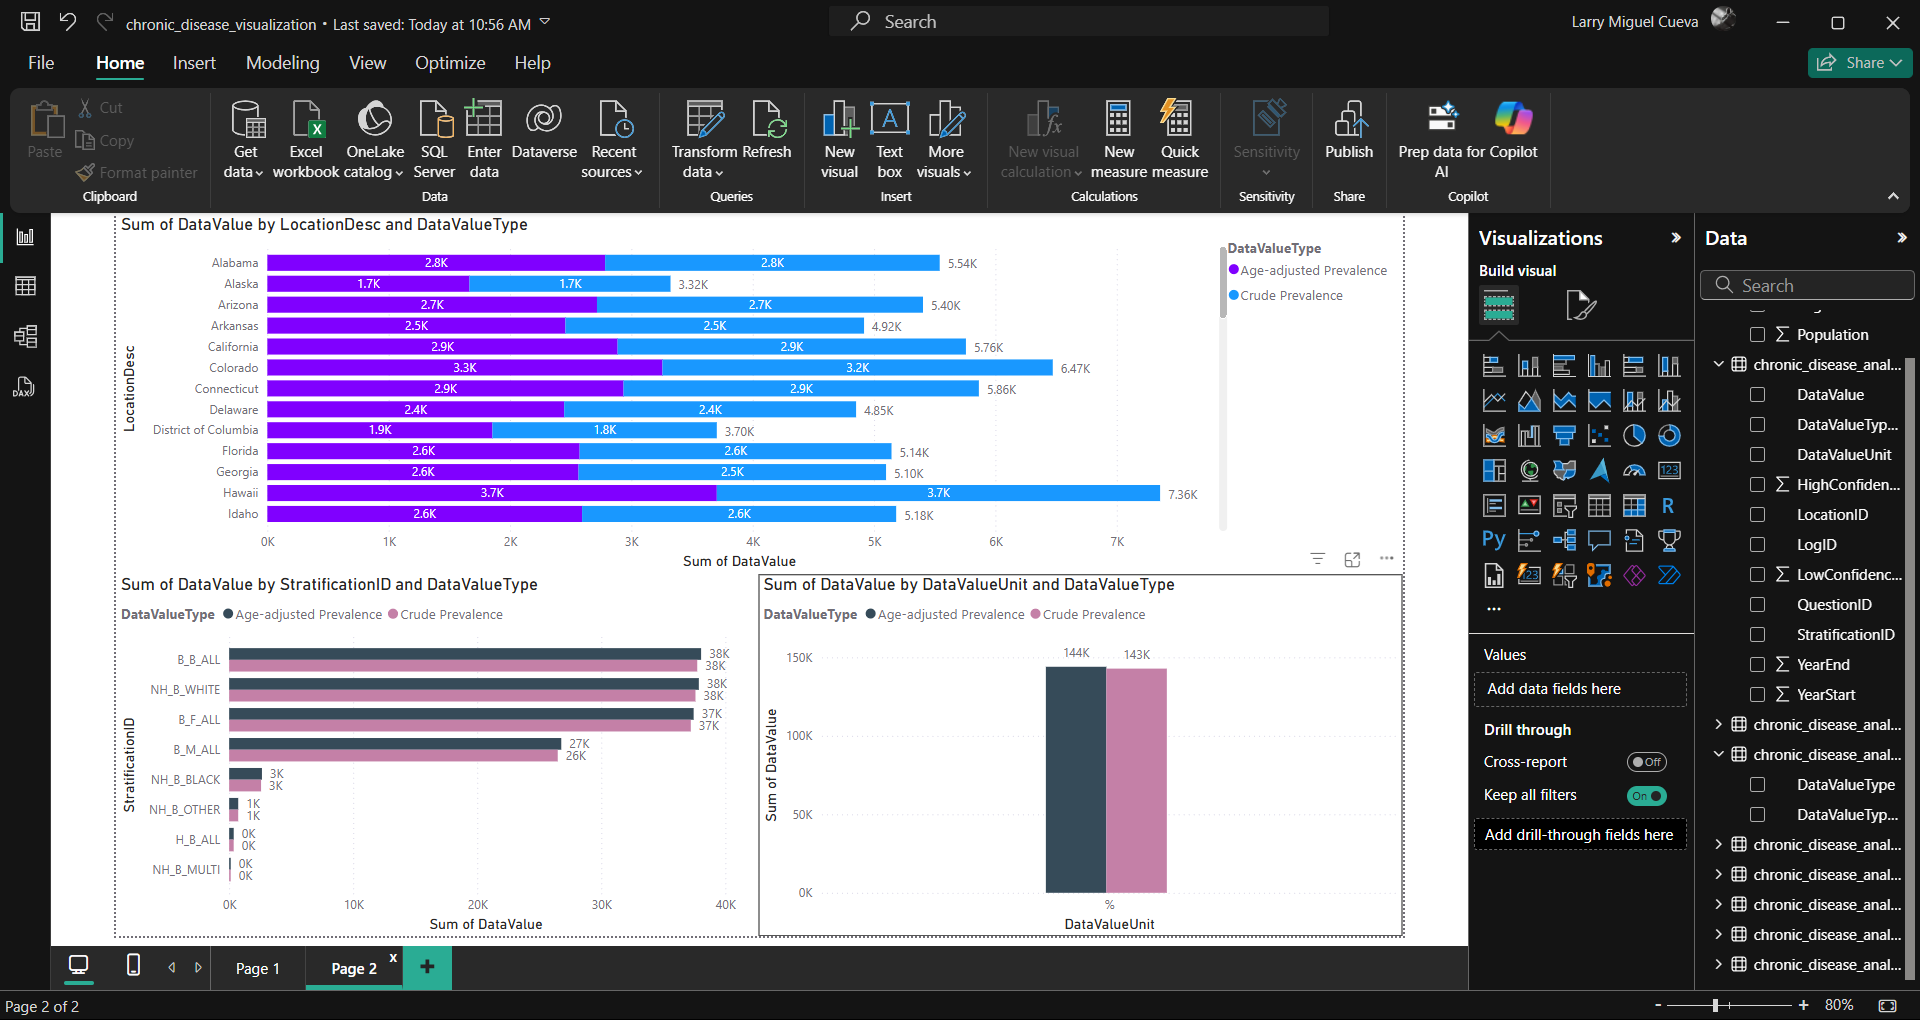 chronic_disease_visualization • Last saved: Today at 10:56 AM
Search
Larry Miguel Cueva
File
Home
Insert
Modeling
View
Optimize
Help
Share
Paste
Cut
Copy
Format painter
Clipboard
Get data
Excel workbook
OneLake catalog
SQL Server
Enter data
Dataverse
Recent sources
Data
Transform data
Refresh
Queries
New visual
Text box
More visuals
Insert
New visual calculation
New measure
Quick measure
Calculations
Sensitivity
Sensitivity
Publish
Share
Prep data for AI
Copilot
Copilot
Sum of DataValue by LocationDesc and DataValueType
LocationDesc
Alabama 2.8K 2.8K 5.54K
Alaska 1.7K 1.7K 3.32K
Arizona 2.7K 2.7K 5.40K
Arkansas 2.5K 2.5K 4.92K
California 2.9K 2.9K 5.76K
Colorado 3.3K 3.2K 6.47K
Connecticut 2.9K 2.9K 5.86K
Delaware 2.4K 2.4K 4.85K
District of Columbia 1.9K 1.8K 3.70K
Florida 2.6K 2.6K 5.14K
Georgia 2.6K 2.5K 5.10K
Hawaii 3.7K 3.7K 7.36K
Idaho 2.6K 2.6K 5.18K
0K 1K 2K 3K 4K 5K 6K 7K
Sum of DataValue
DataValueType
Age-adjusted Prevalence
Crude Prevalence
Sum of DataValue by StratificationID and DataValueType
DataValueType Age-adjusted Prevalence Crude Prevalence
StratificationID
B_B_ALL 38K 38K
NH_B_WHITE 38K 38K
B_F_ALL 37K 37K
B_M_ALL 27K 26K
NH_B_BLACK 3K 3K
NH_B_OTHER 1K 1K
H_B_ALL 0K 0K
NH_B_MULTI 0K 0K
0K 10K 20K 30K 40K
Sum of DataValue
Sum of DataValue by DataValueUnit and DataValueType
DataValueType Age-adjusted Prevalence Crude Prevalence
Sum of DataValue
150K
100K
50K
0K
144K 143K
%
DataValueUnit
Visualizations
Build visual
123
R
Py
123
...
Values
Add data fields here
Drill through
Cross-report
Off
Keep all filters
On
Add drill-through fields here
Data
Search
Population
chronic_disease_anal...
DataValue
DataValueTyp...
DataValueUnit
HighConfiden...
LocationID
LogID
LowConfidenc...
QuestionID
StratificationID
YearEnd
YearStart
chronic_disease_anal...
chronic_disease_anal...
DataValueType
DataValueTyp...
chronic_disease_anal...
chronic_disease_anal...
chronic_disease_anal...
chronic_disease_anal...
chronic_disease_anal...
DAX
Page 1
Page 2
x
+
Page 2 of 2
- + 80%